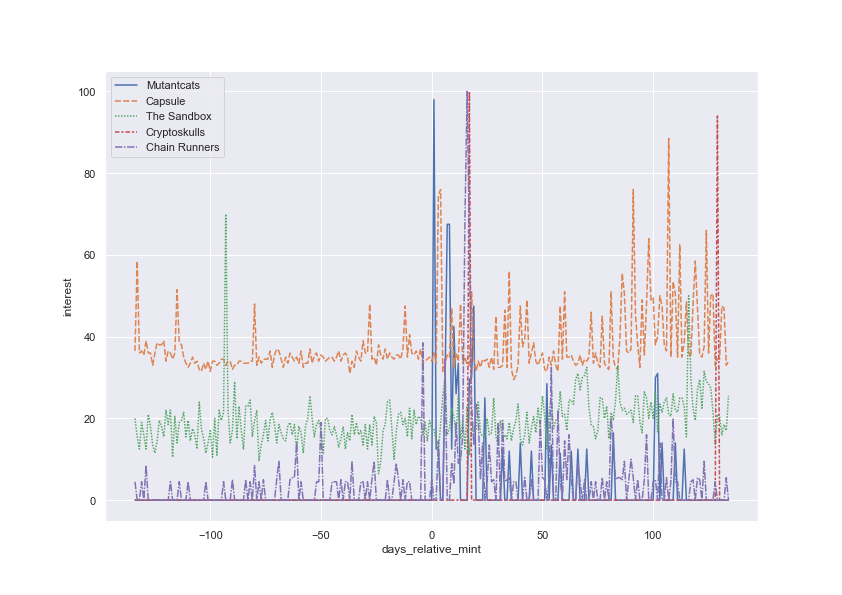 Mutantcats
Capsule
The Sandbox
Cryptoskulls
Chain Runners
100
80
60
40
20
0
interest
−100
−50
0
50
100
days_relative_mint